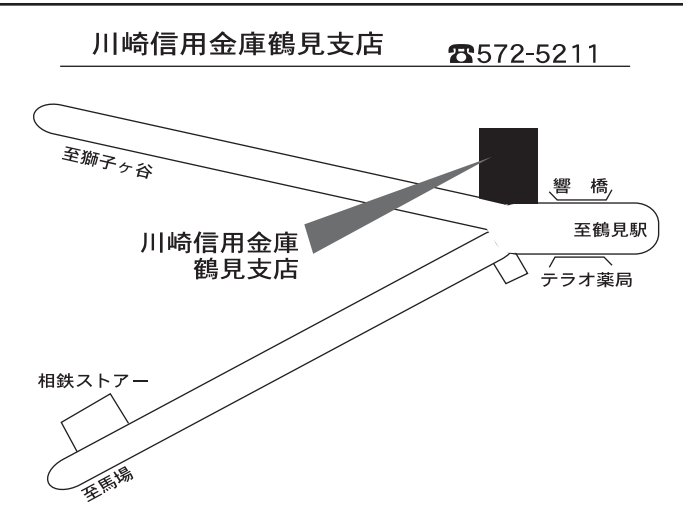 川崎信用金庫鶴見支店
☎572-5211
至獅子ヶ谷
響 橋
至鶴見駅
川崎信用金庫
鶴見支店
テラオ薬局
相鉄ストアー
至馬場